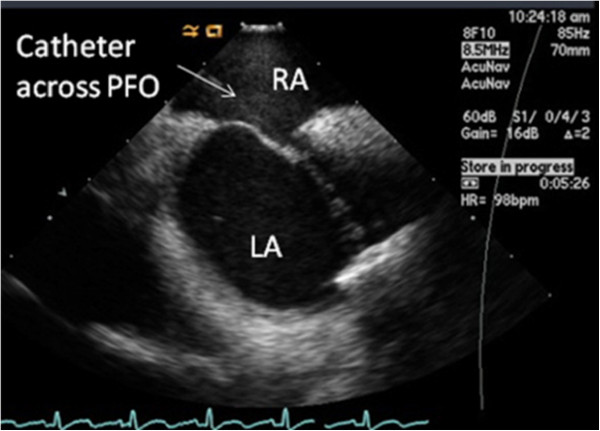 10:24:18 am
Catheter
across PFO
RA
LA
8F10 85Hz
8.5MHz 70mm
AcuNav
AcuNav
60dB S1/ 0/4/3
Gain= 16dB Δ=2
Store in progress
0:05:26
HR= 98bpm